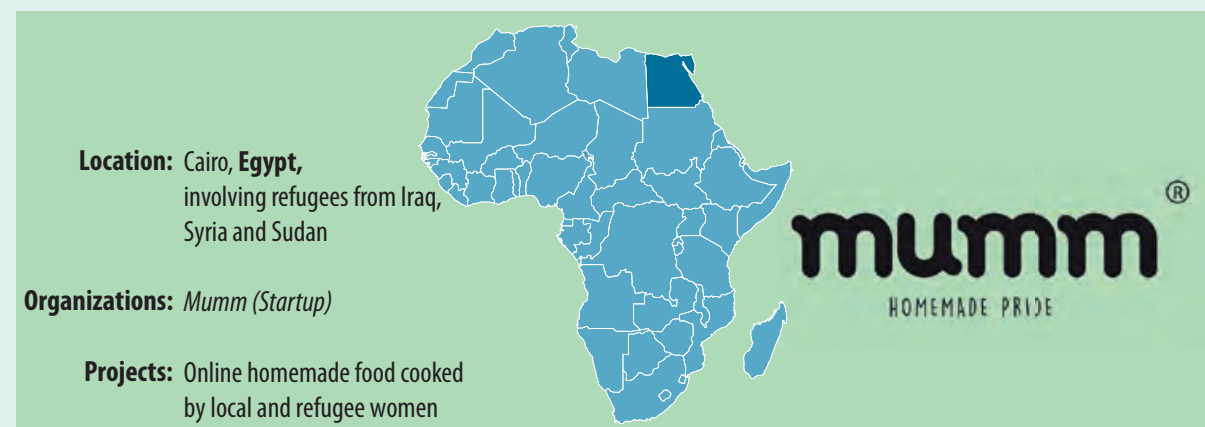 Location: Cairo, Egypt,
involving refugees from Iraq,
Syria and Sudan
Organizations: Mumm (Startup)
Projects: Online homemade food cooked
by local and refugee women
mumm ®
HOMEMADE PRIDE